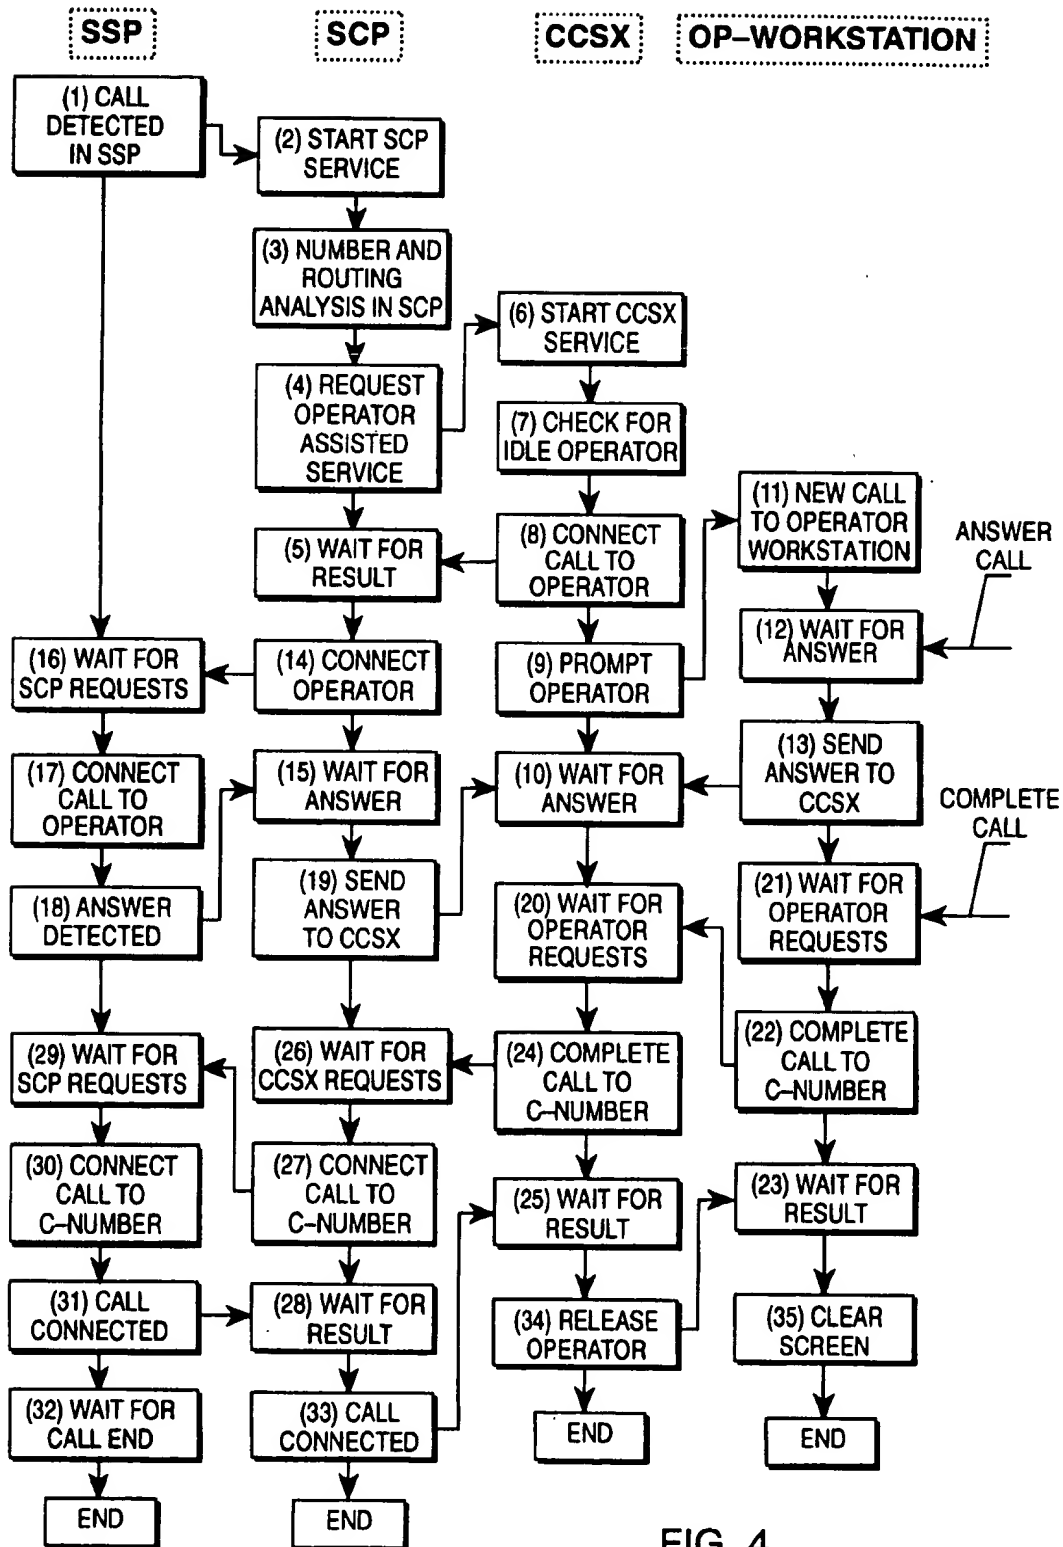 SSP
SCP
CCSX
OP–WORKSTATION
(1) CALL
DETECTED
IN SSP
(2) START SCP
SERVICE
(3) NUMBER AND
ROUTING
ANALYSIS IN SCP
(4) REQUEST
OPERATOR
ASSISTED
SERVICE
(5) WAIT FOR
RESULT
(6) START CCSX
SERVICE
(7) CHECK FOR
IDLE OPERATOR
(8) CONNECT
CALL TO
OPERATOR
(9) PROMPT
OPERATOR
(10) WAIT FOR
ANSWER
(11) NEW CALL
TO OPERATOR
WORKSTATION
ANSWER
CALL
(12) WAIT FOR
ANSWER
(13) SEND
ANSWER TO
CCSX
(14) CONNECT
OPERATOR
(15) WAIT FOR
ANSWER
(16) WAIT FOR
SCP REQUESTS
(17) CONNECT
CALL TO
OPERATOR
(18) ANSWER
DETECTED
(19) SEND
ANSWER
TO CCSX
(20) WAIT FOR
OPERATOR
REQUESTS
COMPLETE
CALL
(21) WAIT FOR
OPERATOR
REQUESTS
(22) COMPLETE
CALL TO
C–NUMBER
(23) WAIT FOR
RESULT
(24) COMPLETE
CALL TO
C–NUMBER
(25) WAIT FOR
RESULT
(26) WAIT FOR
CCSX REQUESTS
(27) CONNECT
CALL TO
C–NUMBER
(28) WAIT FOR
RESULT
(29) WAIT FOR
SCP REQUESTS
(30) CONNECT
CALL TO
C–NUMBER
(31) CALL
CONNECTED
(32) WAIT FOR
CALL END
(33) CALL
CONNECTED
(34) RELEASE
OPERATOR
(35) CLEAR
SCREEN
END
END
END
END
FIG. 4